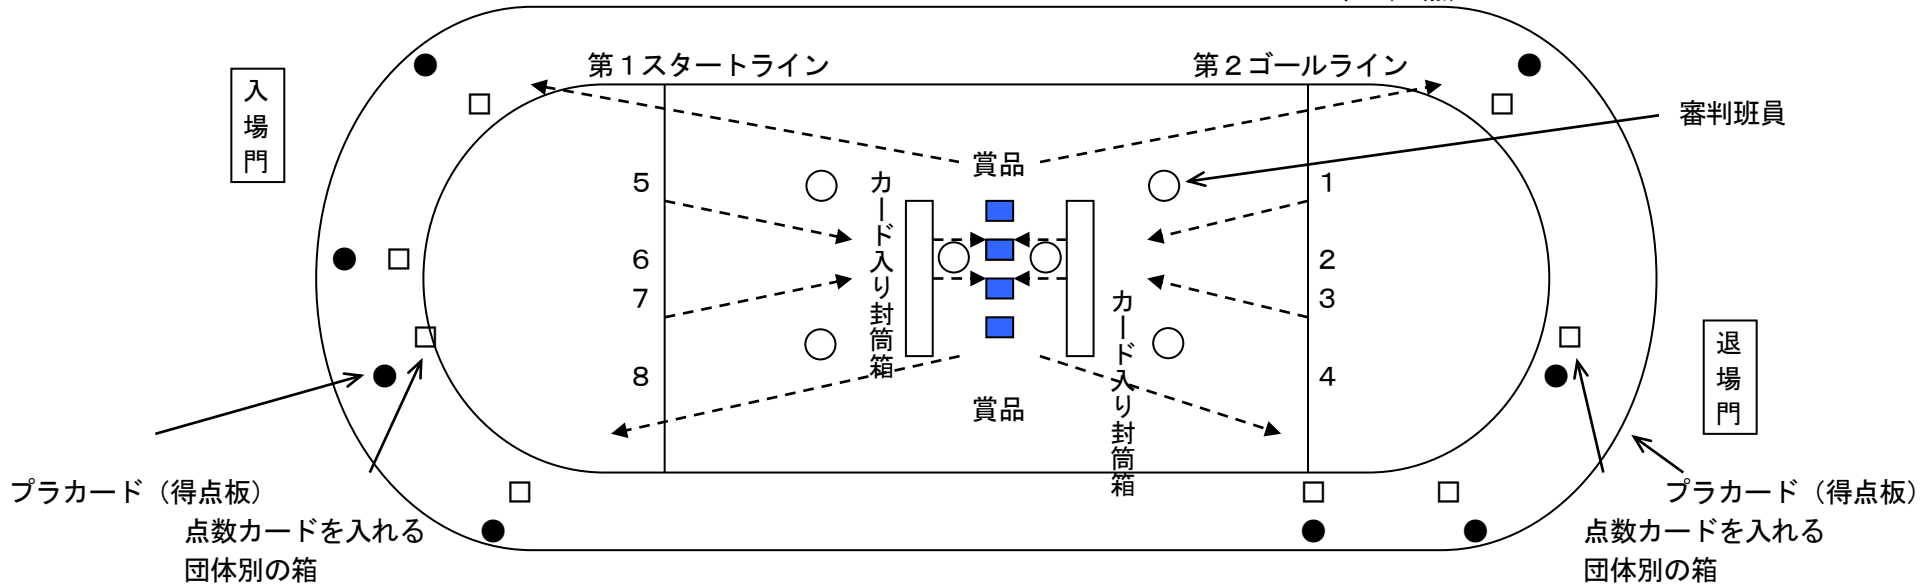 第１スタートライン
第２ゴールライン
入場門
審判班員
賞品
5
カード入り封筒箱
1
6
2
7
3
カード入り封筒箱
退場門
8
4
賞品
プラカード（得点板）
プラカード（得点板）
点数カードを入れる
団体別の箱
点数カードを入れる
団体別の箱